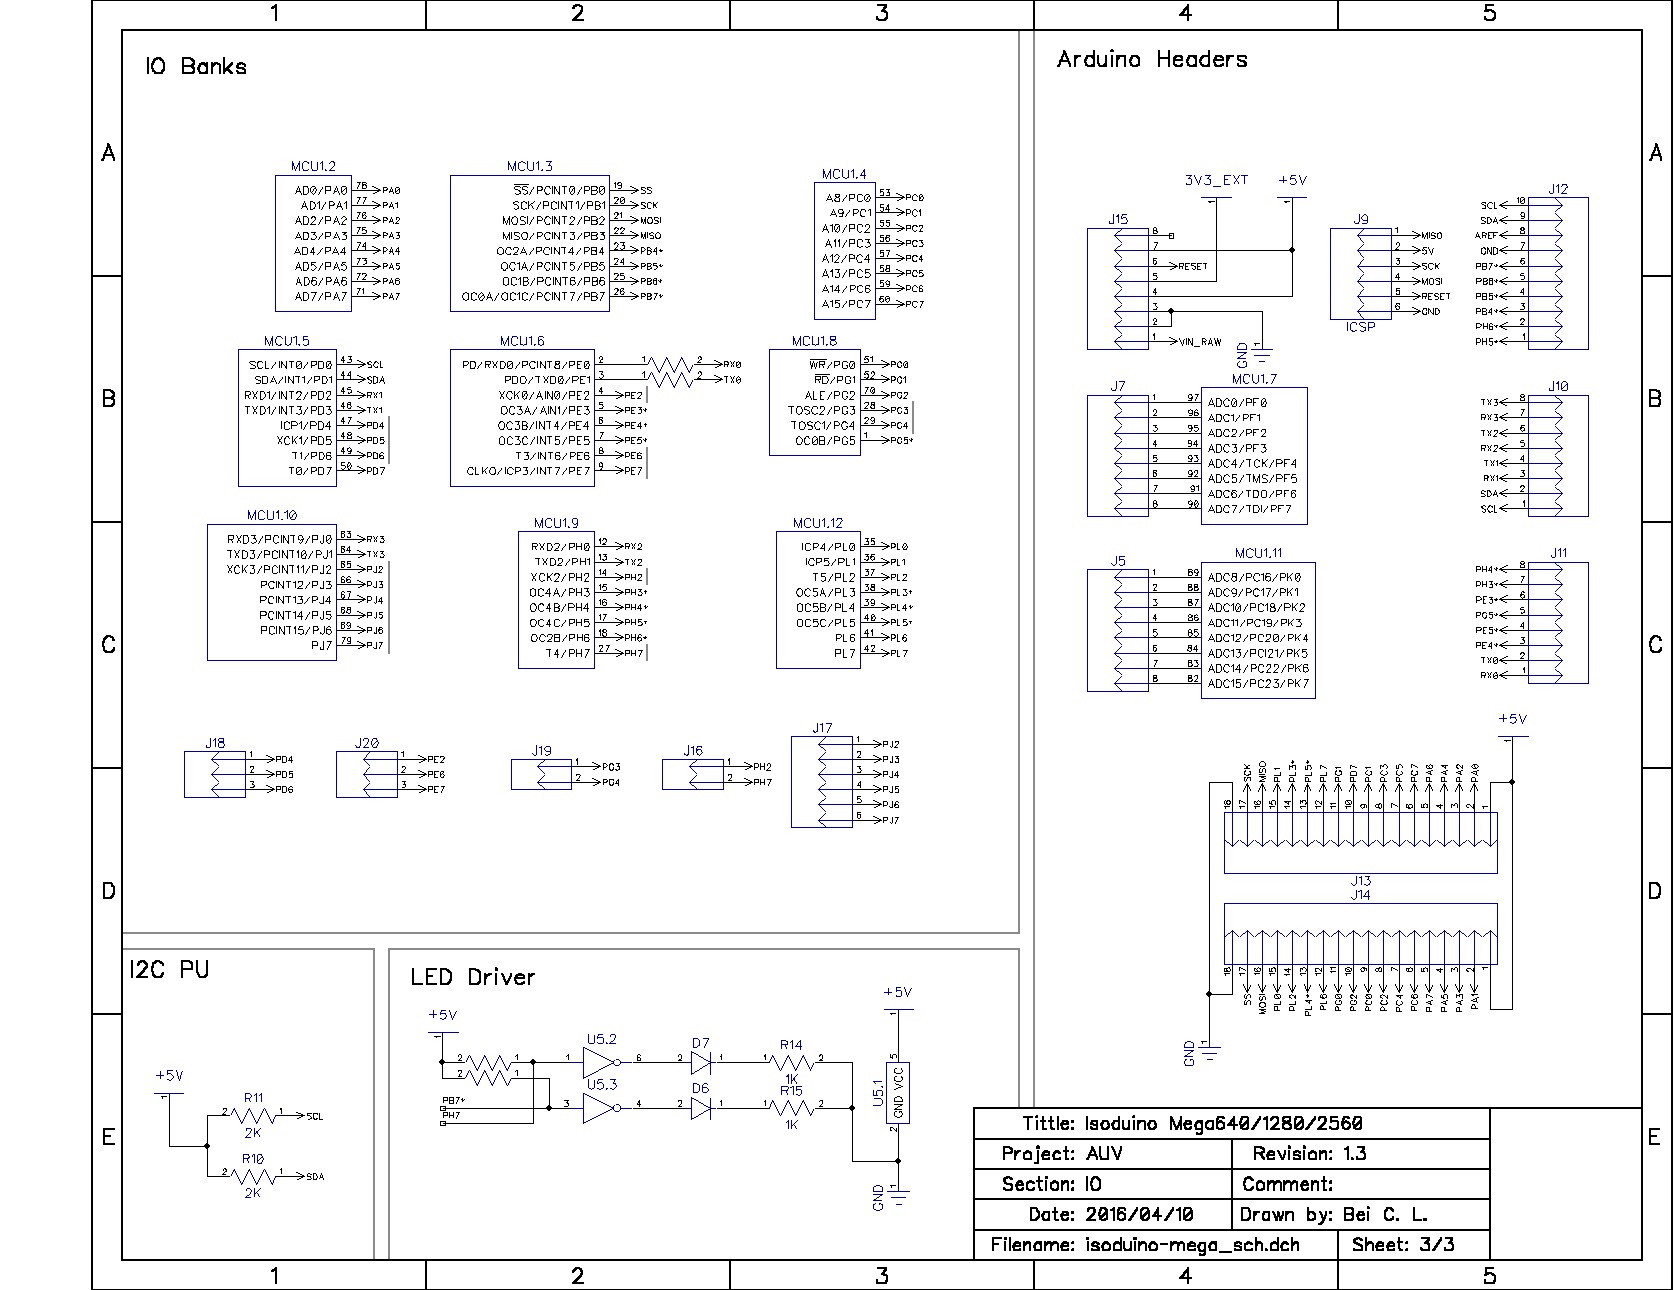 1 2 3 4 5
IO Banks
Arduino Headers
A A
B B
C C
D D
E E
MCU1.2
AD0/PA0 78 PA0
AD1/PA1 77 PA1
AD2/PA2 76 PA2
AD3/PA3 75 PA3
AD4/PA4 74 PA4
AD5/PA5 73 PA5
AD6/PA6 72 PA6
AD7/PA7 71 PA7
MCU1.3
SS/PCINT0/PB0 19 SS
SCK/PCINT1/PB1 20 SCK
MOSI/PCINT2/PB2 21 MOSI
MISO/PCINT3/PB3 22 MISO
OC2A/PCINT4/PB4 23 PB4*
OC1A/PCINT5/PB5 24 PB5*
OC1B/PCINT6/PB6 25 PB6*
OC0A/OC1C/PCINT7/PB7 26 PB7*
MCU1.4
A8/PC0 53 PC0
A9/PC1 54 PC1
A10/PC2 55 PC2
A11/PC3 56 PC3
A12/PC4 57 PC4
A13/PC5 58 PC5
A14/PC6 59 PC6
A15/PC7 60 PC7
MCU1.5
SCL/INT0/PD0 43 SCL
SDA/INT1/PD1 44 SDA
RXD1/INT2/PD2 45 RX1
TXD1/INT3/PD3 46 TX1
ICP1/PD4 47 PD4
XCK1/PD5 48 PD5
T1/PD6 49 PD6
T0/PD7 50 PD7
MCU1.6
PD/RXD0/PCINT8/PE0 2 1 2 RX0
PDO/TXD0/PE1 3 1 2 TX0
XCK0/AIN0/PE2 4 PE2
OC3A/AIN1/PE3 5 PE3*
OC3B/INT4/PE4 6 PE4*
OC3C/INT5/PE5 7 PE5*
T3/INT6/PE6 8 PE6
CLKO/ICP3/INT7/PE7 9 PE7
MCU1.8
WR/PG0 51 PG0
RD/PG1 52 PG1
ALE/PG2 70 PG2
TOSC2/PG3 28 PG3
TOSC1/PG4 29 PG4
OC0B/PG5 1 PG5*
MCU1.10
RXD3/PCINT9/PJ0 63 RX3
TXD3/PCINT10/PJ1 64 TX3
XCK3/PCINT11/PJ2 65 PJ2
PCINT12/PJ3 66 PJ3
PCINT13/PJ4 67 PJ4
PCINT14/PJ5 68 PJ5
PCINT15/PJ6 69 PJ6
PJ7 79 PJ7
MCU1.9
RXD2/PH0 12 RX2
TXD2/PH1 13 TX2
XCK2/PH2 14 PH2
OC4A/PH3 15 PH3*
OC4B/PH4 16 PH4*
OC4C/PH5 17 PH5*
OC2B/PH6 18 PH6*
T4/PH7 27 PH7
MCU1.12
ICP4/PL0 35 PL0
ICP5/PL1 36 PL1
T5/PL2 37 PL2
OC5A/PL3 38 PL3*
OC5B/PL4 39 PL4*
OC5C/PL5 40 PL5*
PL6 41 PL6
PL7 42 PL7
J18
1 PD4
2 PD5
3 PD6
J20
1 PE2
2 PE6
3 PE7
J19
1 PG3
2 PG4
J16
1 PH2
2 PH7
J17
1 PJ2
2 PJ3
3 PJ4
4 PJ5
5 PJ6
6 PJ7
3V3_EXT +5V
1 1
J15
8
7
6 RESET
5
4
3
2
1 VIN_RAW
GND 1
J9
1 MISO
2 5V
3 SCK
4 MOSI
5 RESET
6 GND
ICSP
J12
SCL 10
SDA 9
AREF 8
GND 7
PB7* 6
PB6* 5
PB5* 4
PB4* 3
PH6* 2
PH5* 1
J7 MCU1.7
1 97 ADC0/PF0
2 96 ADC1/PF1
3 95 ADC2/PF2
4 94 ADC3/PF3
5 93 ADC4/TCK/PF4
6 92 ADC5/TMS/PF5
7 91 ADC6/TDO/PF6
8 90 ADC7/TDI/PF7
J10
TX3 8
RX3 7
TX2 6
RX2 5
TX1 4
RX1 3
SDA 2
SCL 1
J5 MCU1.11
1 89 ADC8/PC16/PK0
2 88 ADC9/PC17/PK1
3 87 ADC10/PC18/PK2
4 86 ADC11/PC19/PK3
5 85 ADC12/PC20/PK4
6 84 ADC13/PCI21/PK5
7 83 ADC14/PC22/PK6
8 82 ADC15/PC23/PK7
J11
PH4* 8
PH3* 7
PE3* 6
PG5* 5
PE5* 4
PE4* 3
TX0 2
RX0 1
+5V
1
SCK MISO PL1 PL3* PL5* PL7 PG1 PD7 PC1 PC3 PC5 PC7 PA6 PA4 PA2 PA0
18 17 16 15 14 13 12 11 10 9 8 7 6 5 4 3 2 1
J13
J14
18 17 16 15 14 13 12 11 10 9 8 7 6 5 4 3 2 1
SS MOSI PL0 PL2 PL4* PL6 PG0 PG2 PC0 PC2 PC4 PC6 PA7 PA5 PA3 PA1
GND 1
I2C PU
+5V
1
R11
2 1 SCL
2K
R10
2 1 SDA
2K
LED Driver
+5V
1
2 1
2 1
PB7*
PH7
U5.2
1 6
U5.3
3 4
D7
2 1
D6
2 1
R14
1 2
1K
R15
1 2
1K
+5V
1
5
U5.1
GND VCC
2
GND 1
Tittle: Isoduino Mega640/1280/2560
Project: AUV Revision: 1.3
Section: IO Comment:
Date: 2016/04/10 Drawn by: Bei C. L.
Filename: isoduino-mega_sch.dch Sheet: 3/3
1 2 3 4 5